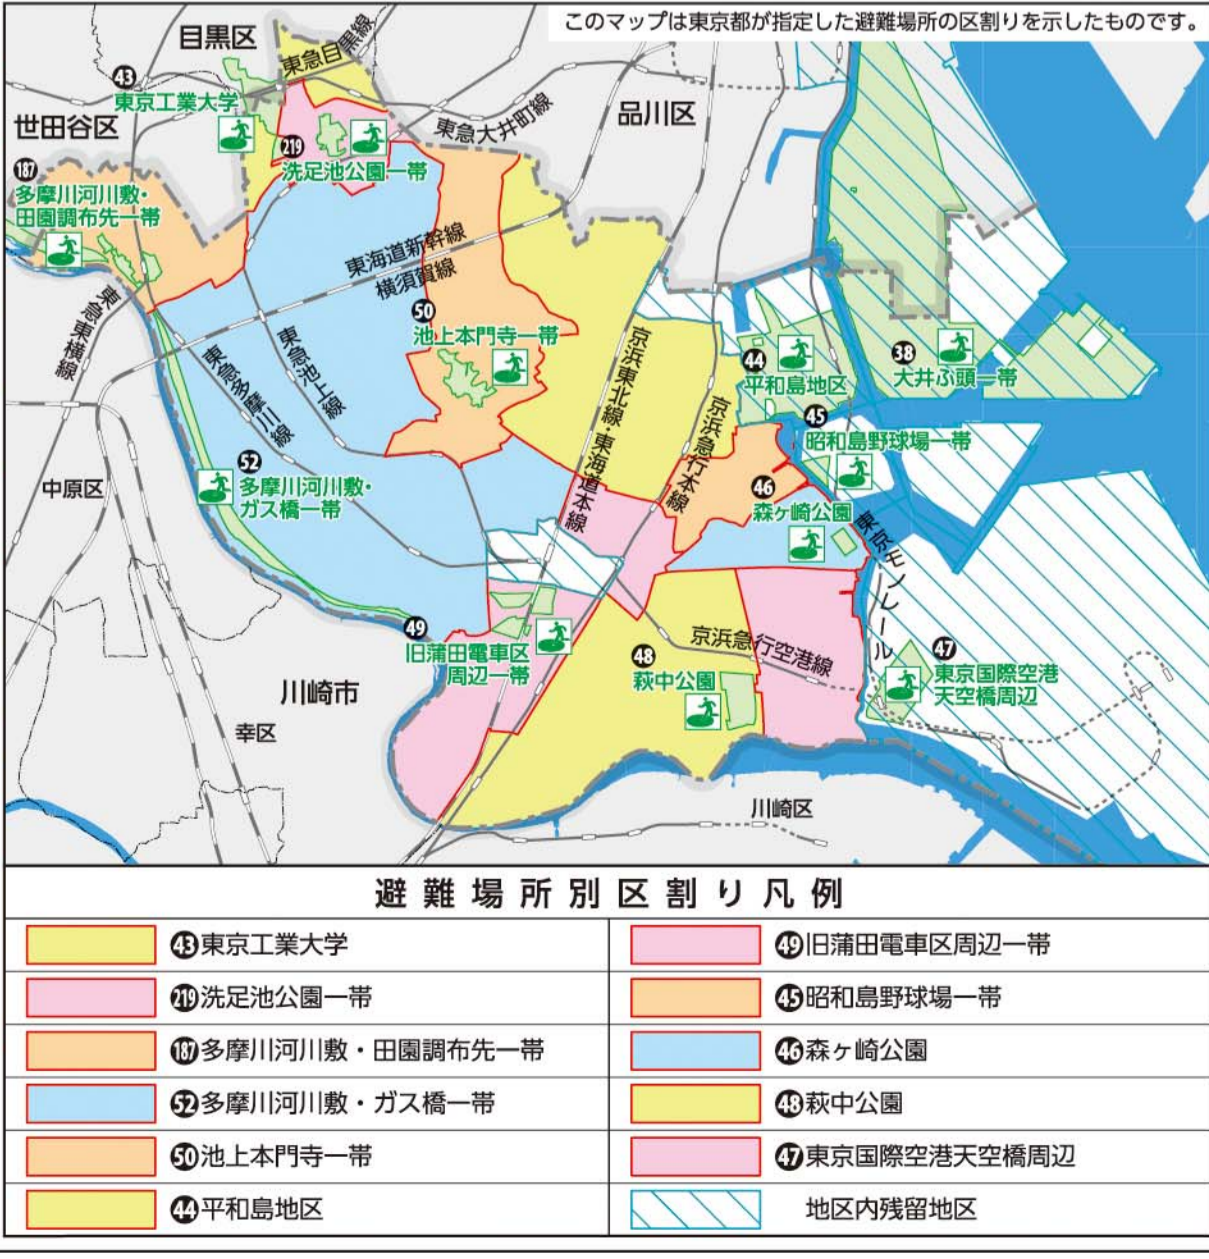 このマップは東京都が指定した避難場所の区割りを示したものです。
目黒区
東急目黒線
43
東京工業大学
世田谷区
東急大井町線
品川区
219
洗足池公園一帯
187
多摩川河川敷・
田園調布先一帯
東海道新幹線
横須賀線
東急東横線
東急多摩川線
東急池上線
50
池上本門寺一帯
京浜東北線・東海道本線
京浜急行本線
44
平和島地区
38
大井ふ頭一帯
45
昭和島野球場一帯
中原区
52
多摩川河川敷・
ガス橋一帯
46
森ヶ崎公園
東京モノレール
49
旧蒲田電車区
周辺一帯
48
萩中公園
京浜急行空港線
47
東京国際空港
天空橋周辺
川崎市
幸区
川崎区
避難場所別区割り凡例
43東京工業大学
219洗足池公園一帯
187多摩川河川敷・田園調布先一帯
52多摩川河川敷・ガス橋一帯
50池上本門寺一帯
44平和島地区
49旧蒲田電車区周辺一帯
45昭和島野球場一帯
46森ヶ崎公園
48萩中公園
47東京国際空港天空橋周辺
地区内残留地区